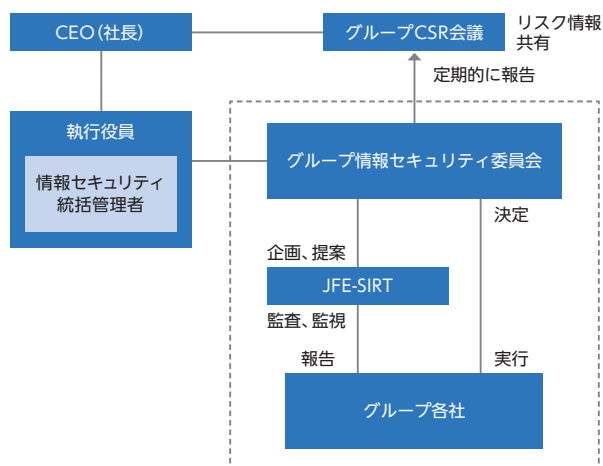 CEO（社長）
グループCSR会議
リスク情報
共有
定期的に報告
執行役員
情報セキュリティ
統括管理者
グループ情報セキュリティ委員会
決定
企画、提案
JFE-SIRT
監査、監視
報告
実行
グループ各社